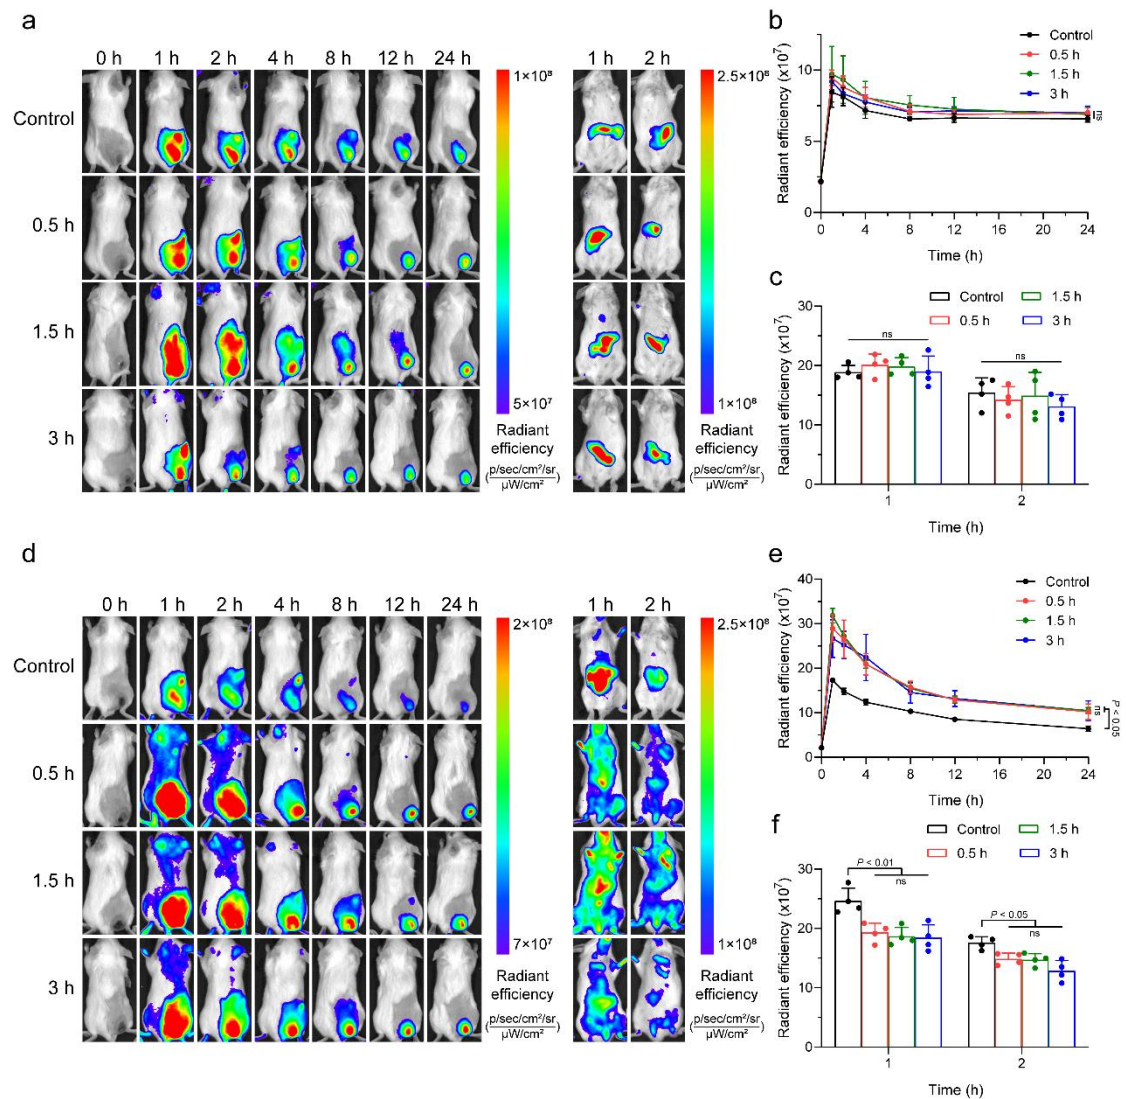 a
0 h 1 h 2 h 4 h 8 h 12 h 24 h
1 h 2 h
Control
0.5 h
1.5 h
3 h
1×10⁸
5×10⁷
Radiant
efficiency
(p/sec/cm²/sr
µW/cm²)
2.5×10⁸
1×10⁸
Radiant
efficiency
(p/sec/cm²/sr
µW/cm²)
b
Control
0.5 h
1.5 h
3 h
Radiant efficiency (x10⁷)
15
10
5
0
ns
0 4 8 12 16 20 24
Time (h)
c
Control 1.5 h
0.5 h 3 h
Radiant efficiency (x10⁷)
30
20
10
0
ns
ns
1 2
Time (h)
d
0 h 1 h 2 h 4 h 8 h 12 h 24 h
1 h 2 h
Control
0.5 h
1.5 h
3 h
2×10⁸
7×10⁷
Radiant
efficiency
(p/sec/cm²/sr
µW/cm²)
2.5×10⁸
1×10⁸
Radiant
efficiency
(p/sec/cm²/sr
µW/cm²)
e
Control
0.5 h
1.5 h
3 h
Radiant efficiency (x10⁷)
40
30
20
10
0
ns
P < 0.05
0 4 8 12 16 20 24
Time (h)
f
Control 1.5 h
0.5 h 3 h
Radiant efficiency (x10⁷)
30
20
10
0
P < 0.01
ns
P < 0.05
ns
1 2
Time (h)